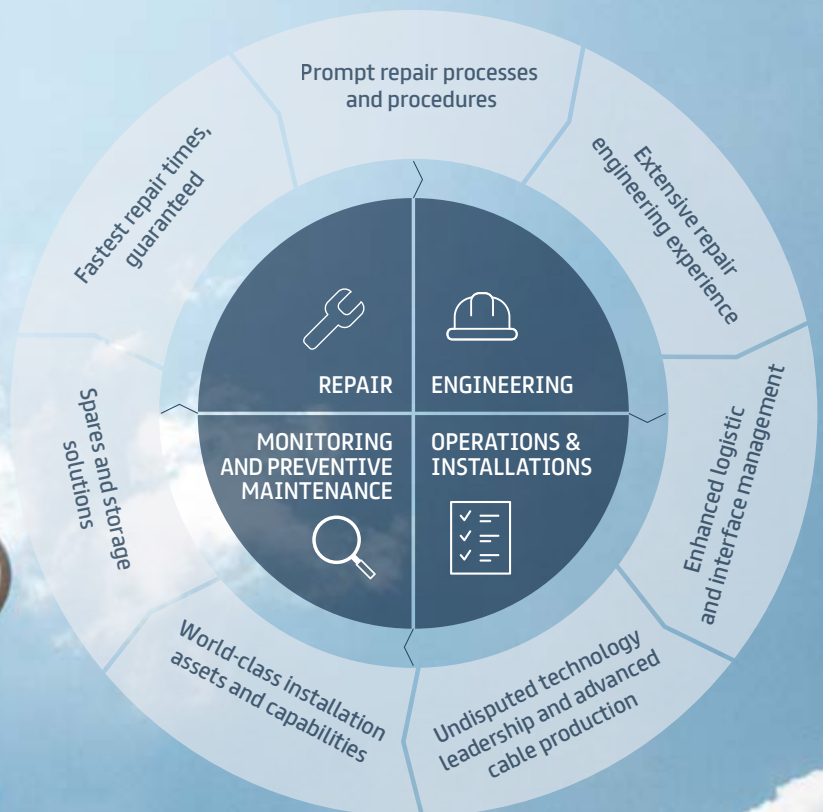 Prompt repair processes
and procedures
Extensive repair
engineering experience
Enhanced logistic
and interface management
Undisputed technology
leadership and advanced
cable production
World-class installation
assets and capabilities
Spares and storage
solutions
Fastest repair times,
guaranteed
REPAIR
ENGINEERING
MONITORING
AND PREVENTIVE
MAINTENANCE
OPERATIONS &
INSTALLATIONS